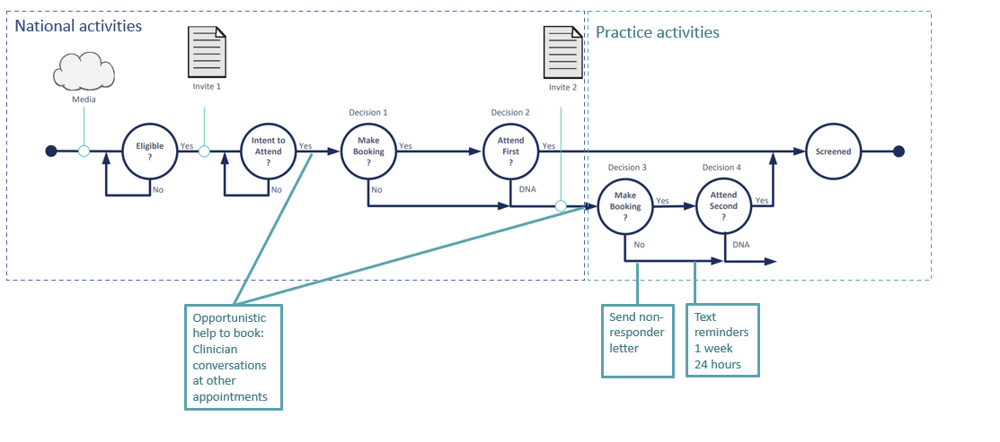 National activities
Practice activities
Media
Invite 1
Invite 2
Decision 1
Decision 2
Eligible
?
Yes
No
Intent to
Attend
?
Yes
No
Make
Booking
?
Yes
No
Attend
First
?
Yes
DNA
Screened
Decision 3
Decision 4
Make
Booking
?
Yes
No
Attend
Second
?
Yes
DNA
Opportunistic
help to book:
Clinician
conversations
at other
appointments
Send non-
responder
letter
Text
reminders
1 week
24 hours